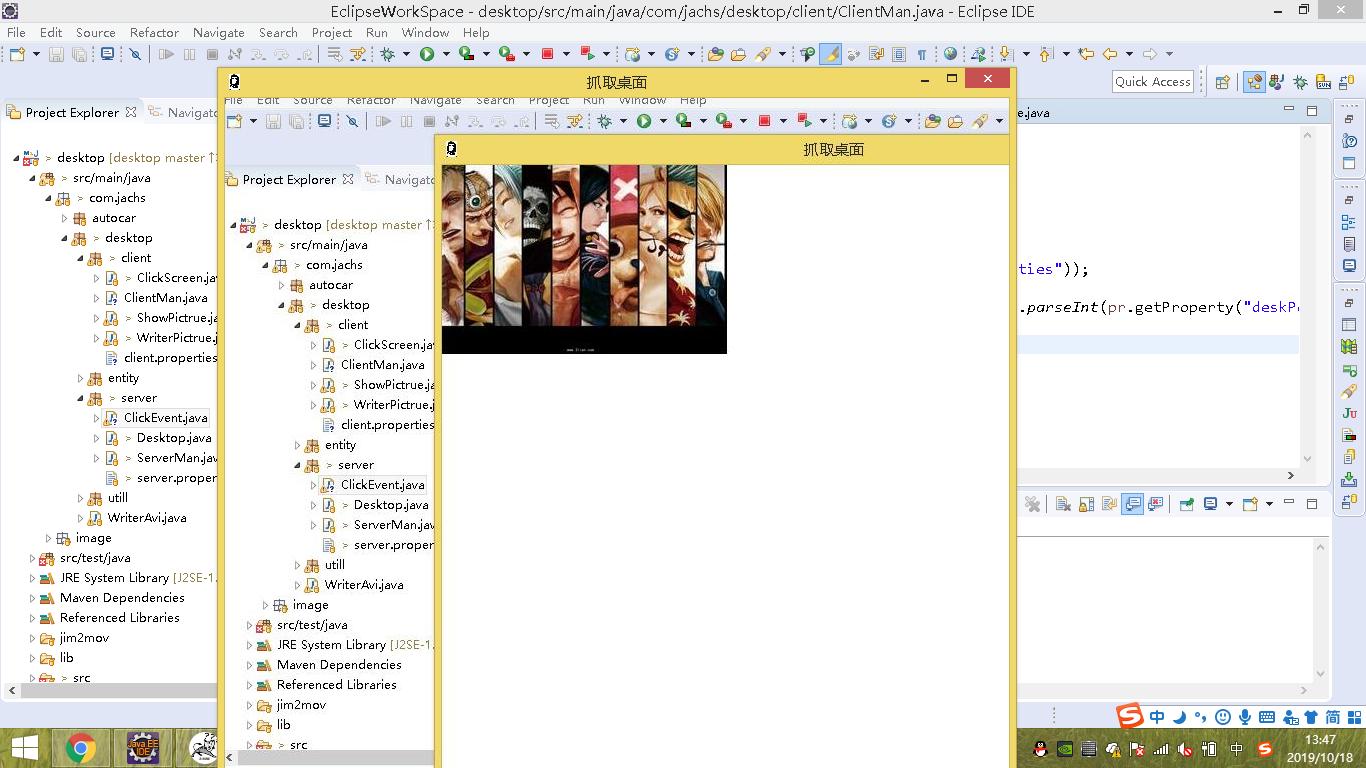 EclipseWorkSpace - desktop/src/main/java/com/jachs/desktop/client/ClientMan.java - Eclipse IDE
File Edit Source Refactor Navigate Search Project Run Window Help
Quick Access
Project Explorer
Navigato
desktop [desktop master
> src/main/java
> com.jachs
autocar
> desktop
> client
> ClickScreen.ja
ClientMan.java
> ShowPictrue.ja
> WriterPictrue.j
client.properties
entity
> server
ClickEvent.java
> Desktop.java
> ServerMan.jav
> server.proper
utill
WriterAvi.java
image
src/test/java
JRE System Library [J2SE-1.
Maven Dependencies
Referenced Libraries
jim2mov
lib
> src
抓取桌面
File Edit Source Refactor Navigate Search Project Run Window Help
Project Explorer
Navigato
> desktop [desktop master
> src/main/java
> com.jachs
autocar
> desktop
> client
> ClickScreen.ja
ClientMan.java
> ShowPictrue.ja
> WriterPictrue.j
client.properties
entity
> server
ClickEvent.java
> Desktop.java
> ServerMan.jav
> server.proper
utill
WriterAvi.java
image
src/test/java
JRE System Library [J2SE-1.
Maven Dependencies
Referenced Libraries
jim2mov
lib
> src
抓取桌面
e.java
ties"));
.parseInt(pr.getProperty("deskP
中
简
Java EE
IDE
中
13:47
2019/10/18